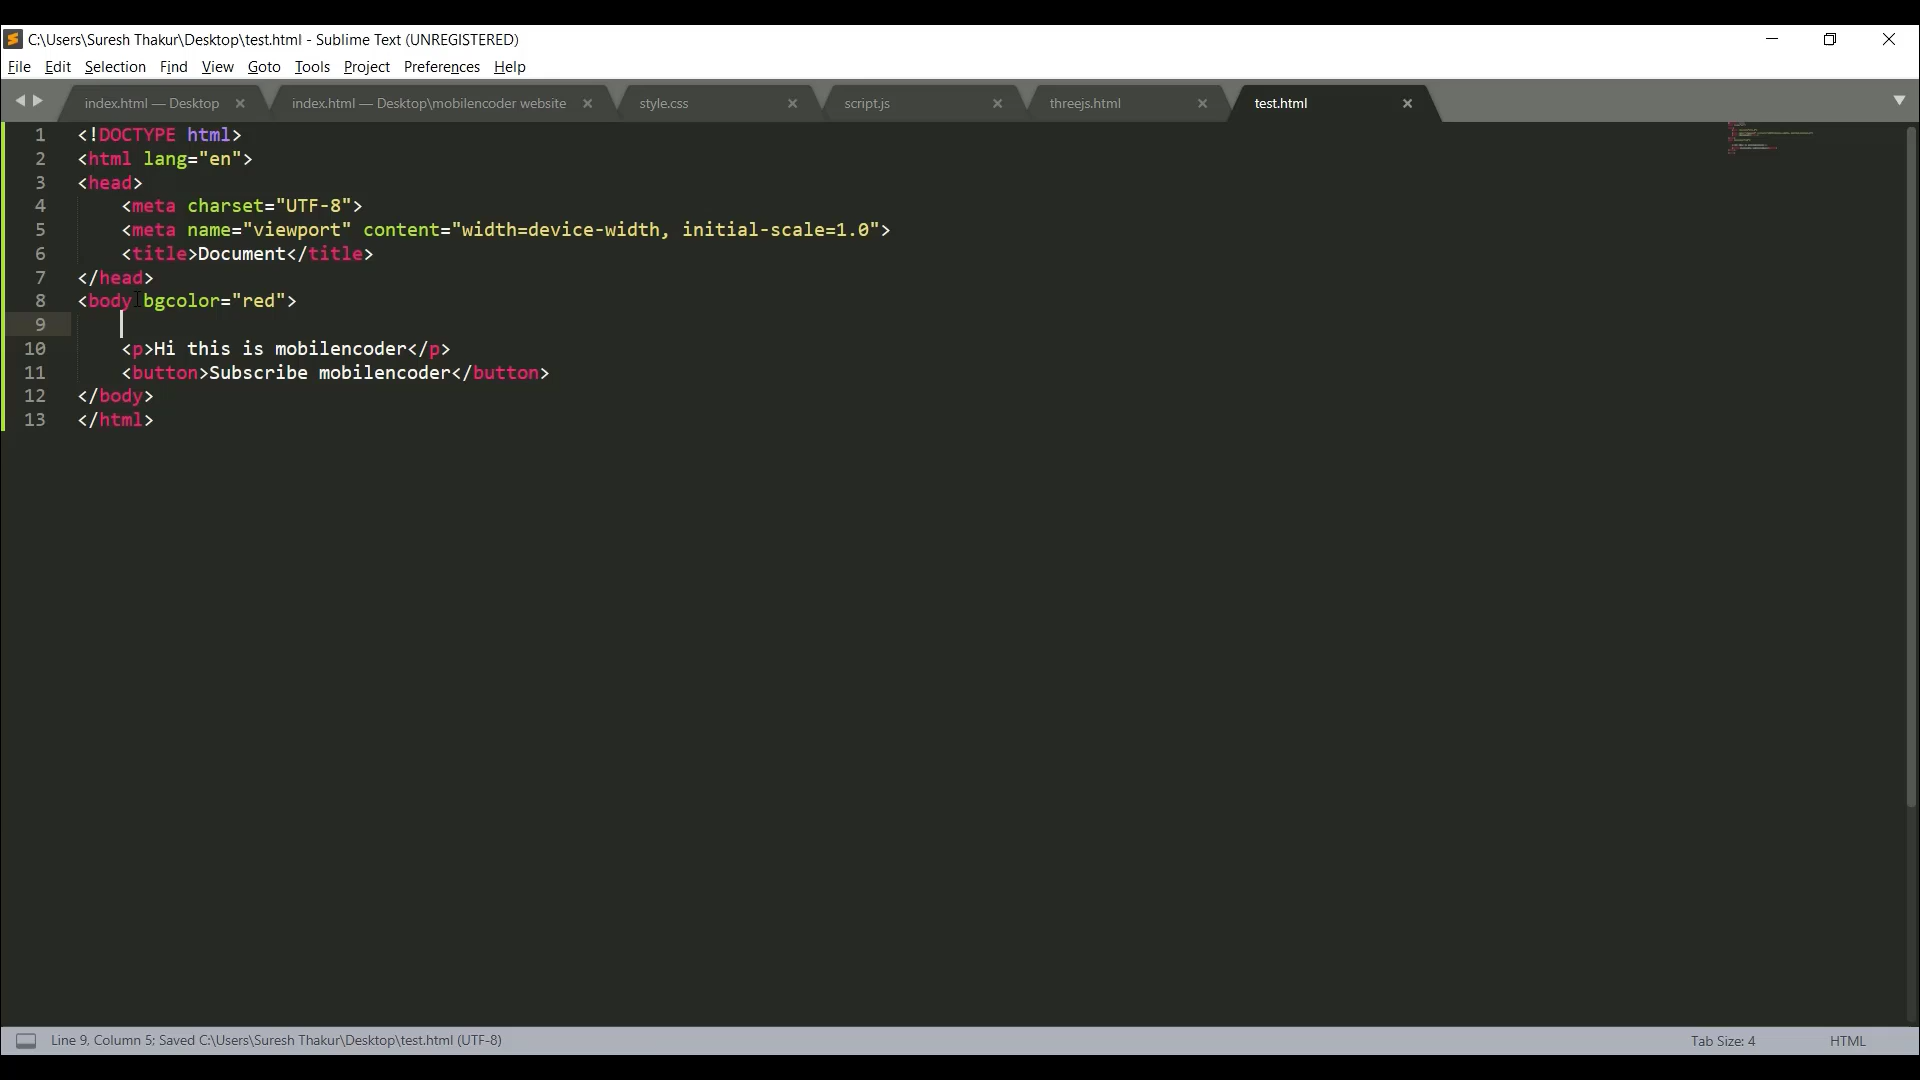 C:\Users\Suresh Thakur\Desktop\test.html - Sublime Text (UNREGISTERED)
File Edit Selection Find View Goto Tools Project Preferences Help
index.html — Desktop × index.html — Desktop\mobilencoder website × style.css × script.js × threejs.html × test.html ×
1 <!DOCTYPE html>
2 <html lang="en">
3 <head>
4 <meta charset="UTF-8">
5 <meta name="viewport" content="width=device-width, initial-scale=1.0">
6 <title>Document</title>
7 </head>
8 <body bgcolor="red">
9
10 <p>Hi this is mobilencoder</p>
11 <button>Subscribe mobilencoder</button>
12 </body>
13 </html>
Line 9, Column 5; Saved C:\Users\Suresh Thakur\Desktop\test.html (UTF-8) Tab Size: 4 HTML